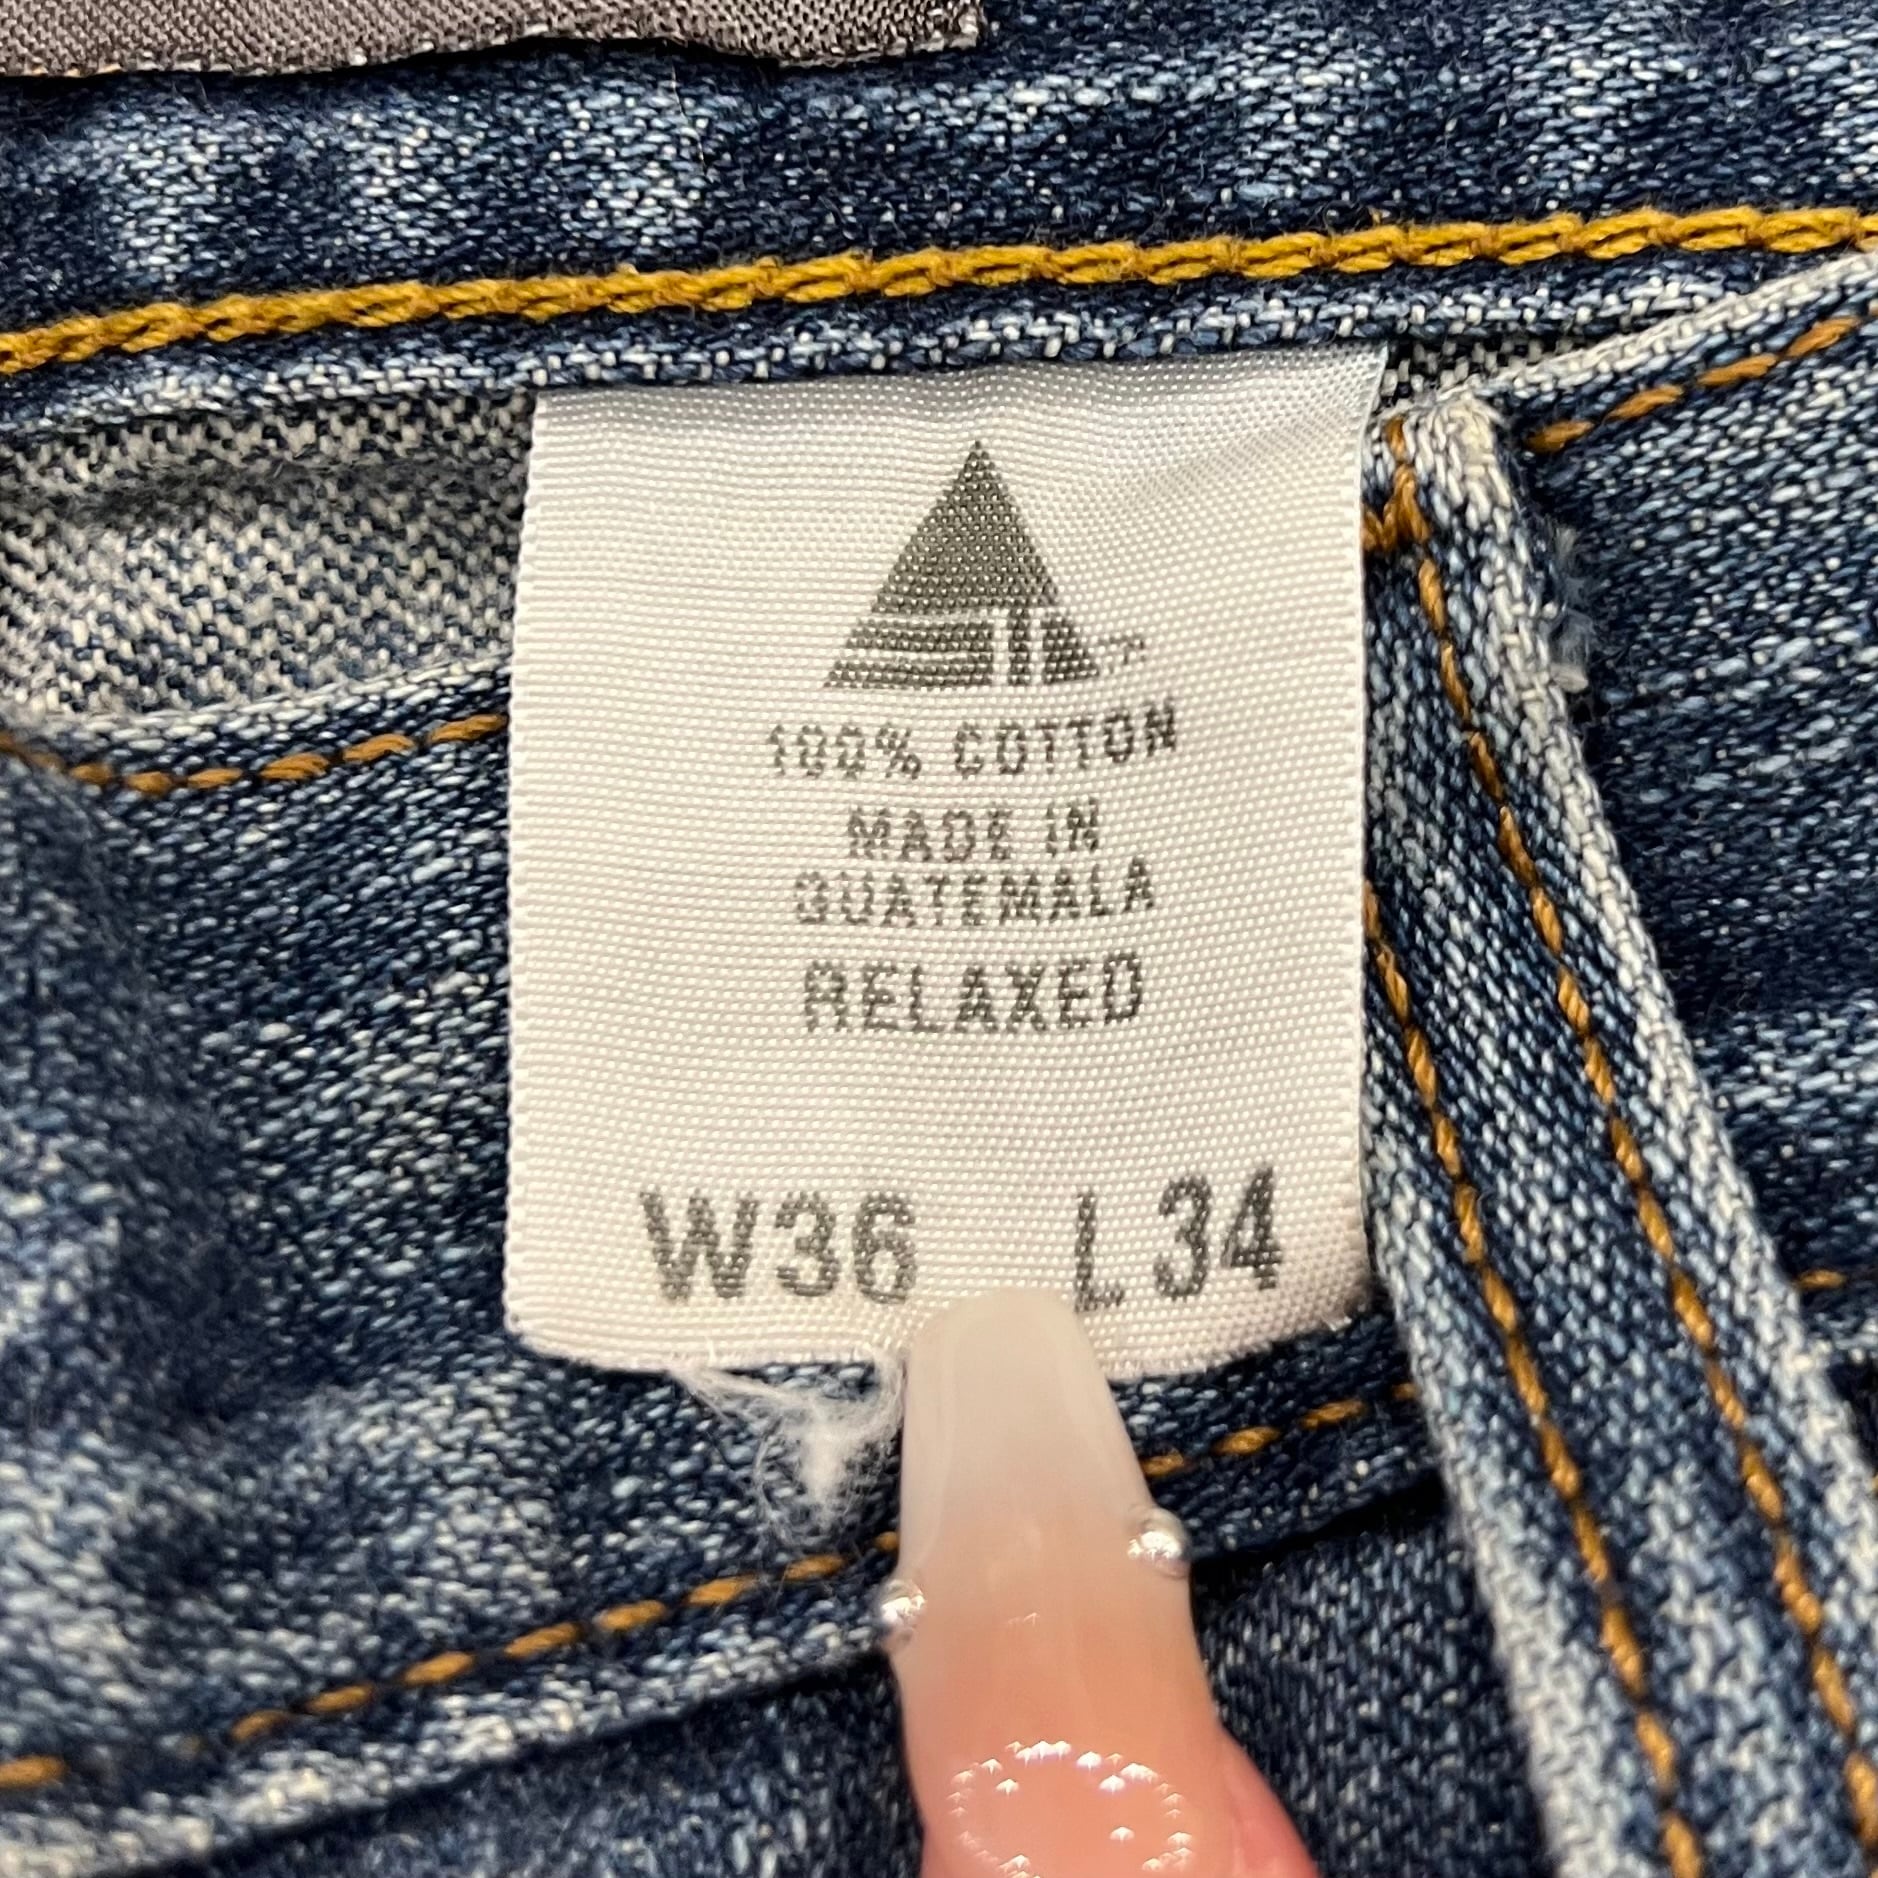 100% COTTON
MADE IN
GUATEMALA
RELAXED
W36 L34